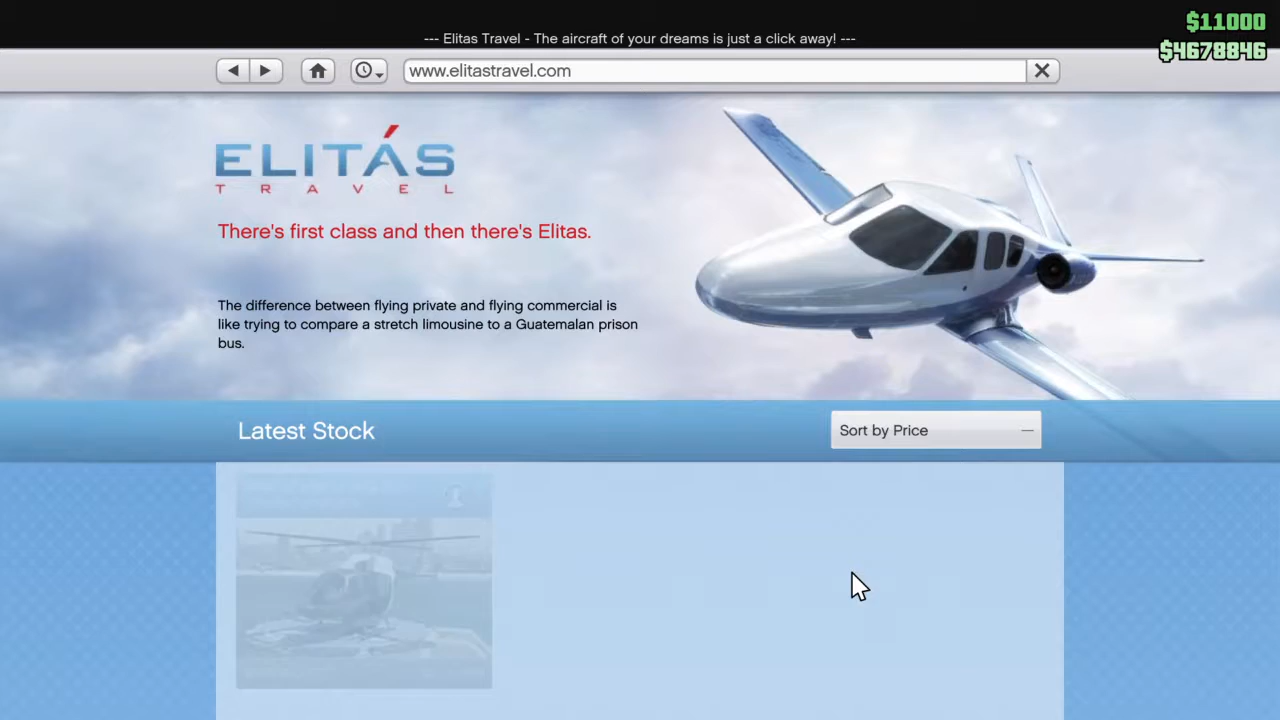 $11000
--- Elitas Travel - The aircraft of your dreams is just a click away! ---
$4678846
www.elitastravel.com
ELITÁS
TRAVEL
There's first class and then there's Elitas.
The difference between flying private and flying commercial is
like trying to compare a stretch limousine to a Guatemalan prison
bus.
Latest Stock
Sort by Price